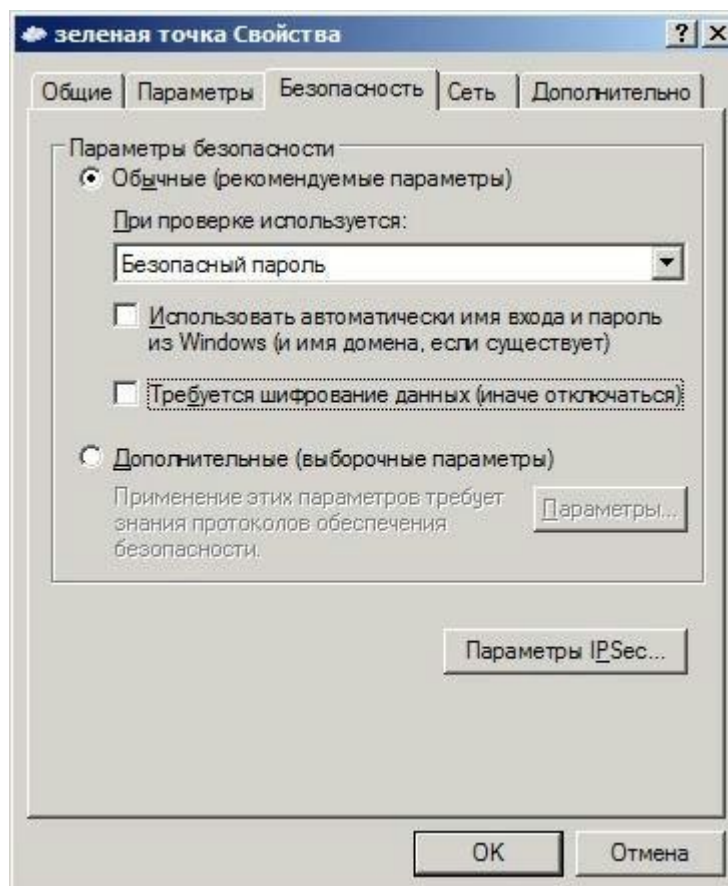 зеленая точка Свойства
Общие Параметры Безопасность Сеть Дополнительно
Параметры безопасности
Обычные (рекомендуемые параметры)
При проверке используется:
Безопасный пароль
Использовать автоматически имя входа и пароль
из Windows (и имя домена, если существует)
Требуется шифрование данных (иначе отключаться)
Дополнительные (выборочные параметры)
Применение этих параметров требует
знания протоколов обеспечения
безопасности.
Параметры...
Параметры IPSec...
OK Отмена